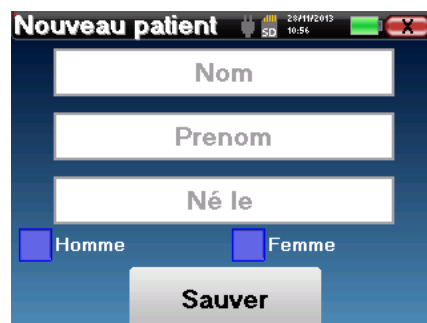 Nouveau patient SD 28/11/2013
10:56 X
Nom
Prenom
Né le
Homme Femme
Sauver